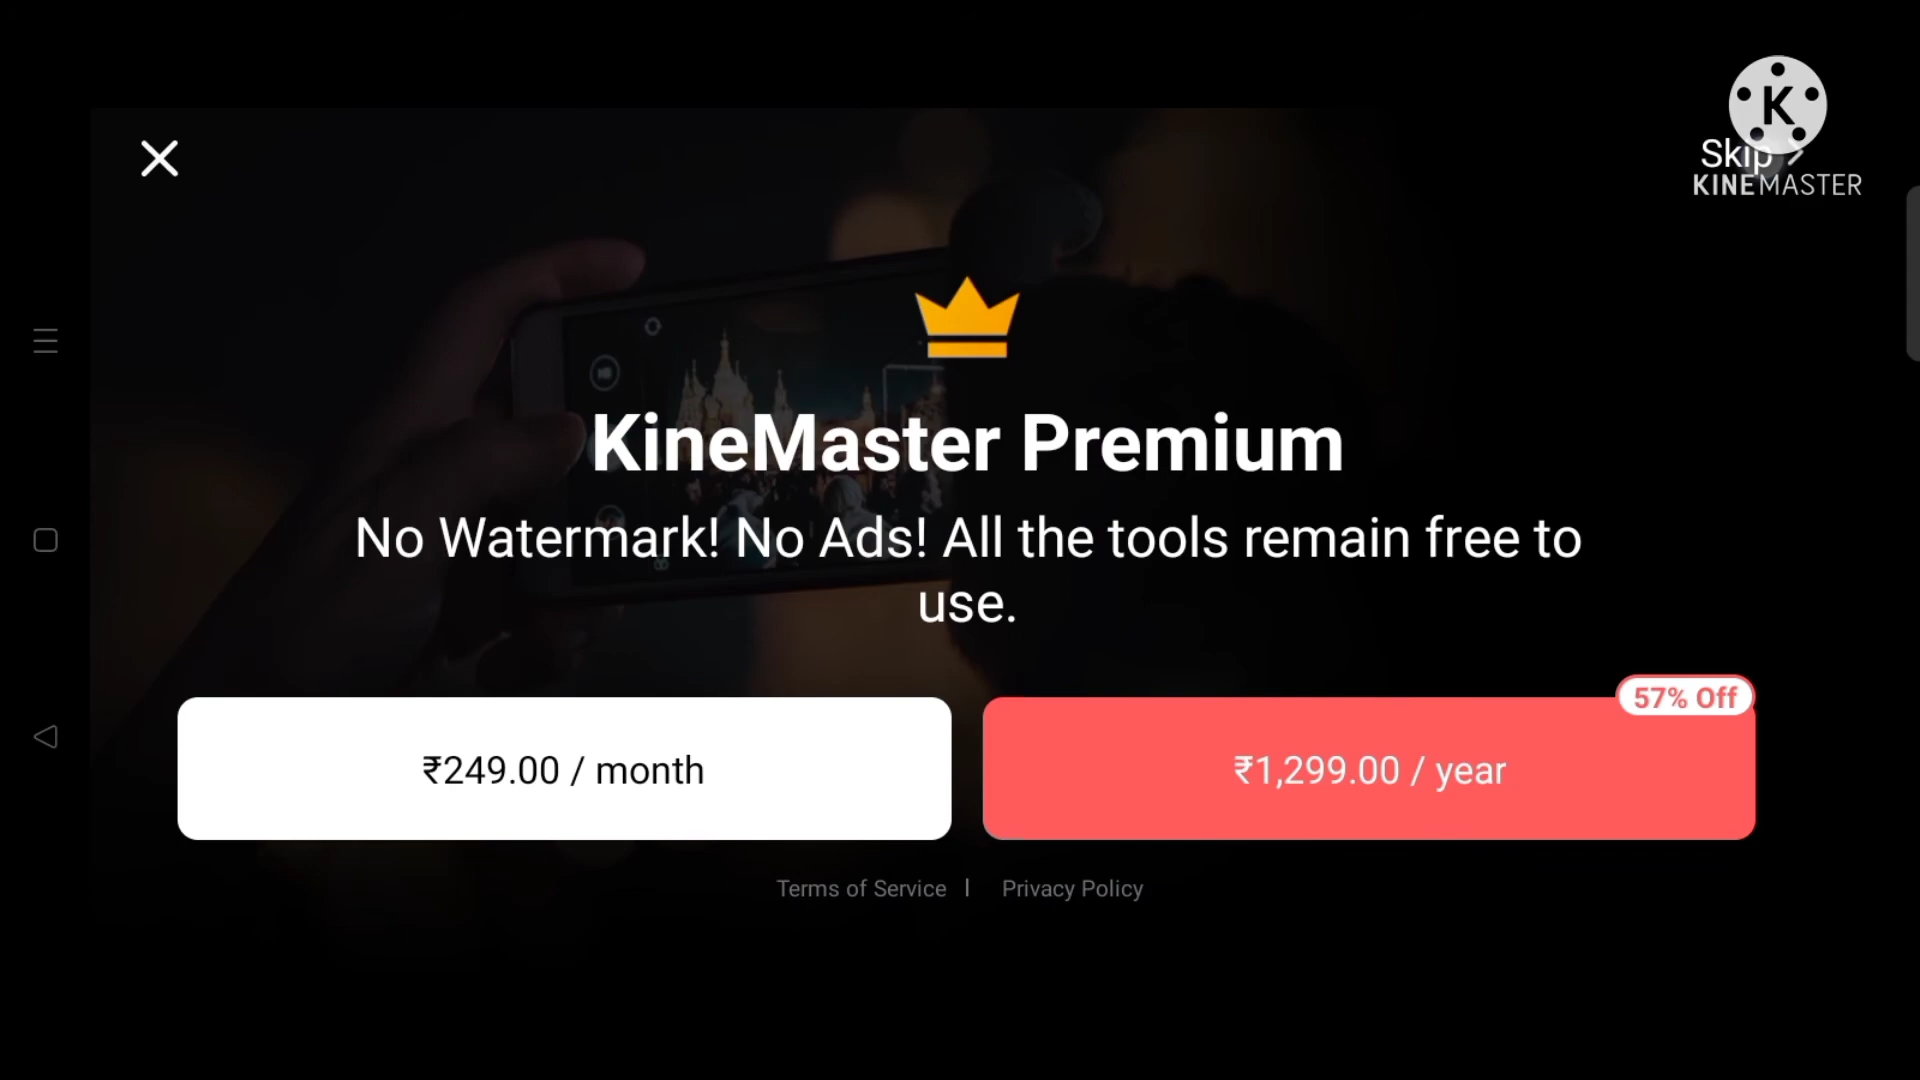 K
Skip
KINEMASTER
KineMaster Premium
No Watermark! No Ads! All the tools remain free to
use.
57% Off
₹249.00 / month
₹1,299.00 / year
Terms of Service | Privacy Policy